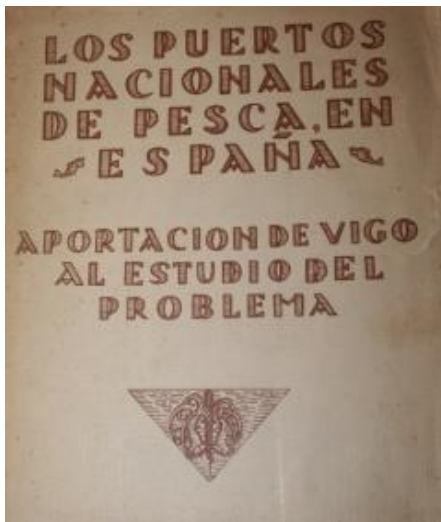 LOS PUERTOS
NACIONALES
DE PESCA, EN
ESPAÑA
APORTACION DE VIGO
AL ESTUDIO DEL
PROBLEMA